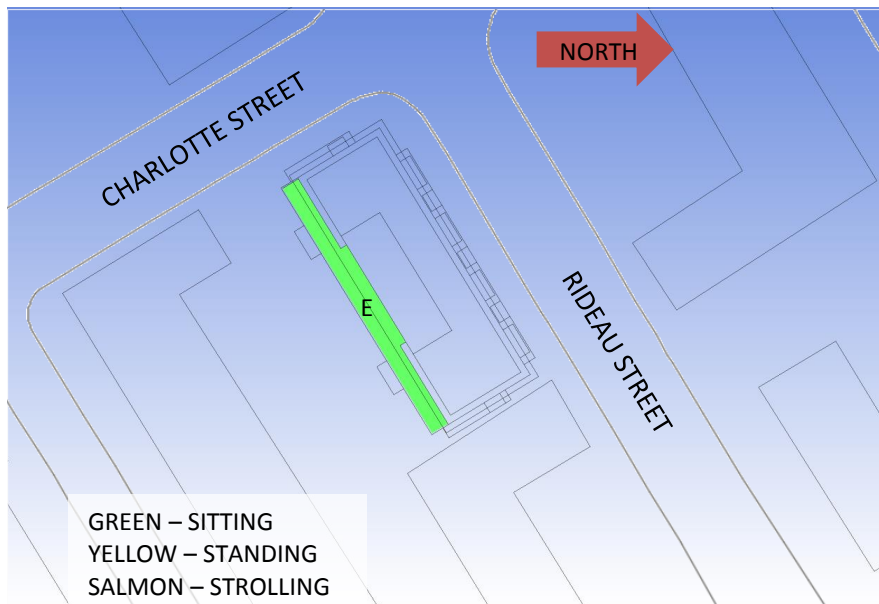 NORTH
CHARLOTTE STREET
E
RIDEAU STREET
GREEN – SITTING
YELLOW – STANDING
SALMON – STROLLING